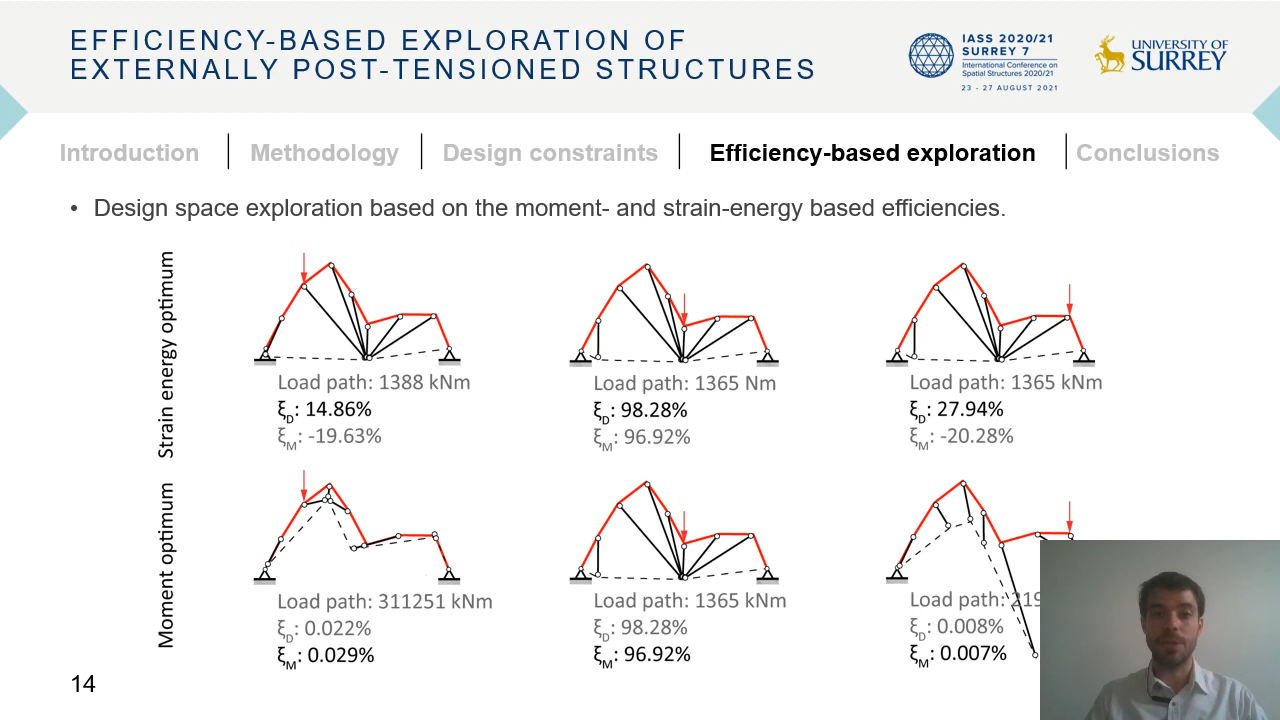 EFFICIENCY-BASED EXPLORATION OF
EXTERNALLY POST-TENSIONED STRUCTURES
IASS 2020/21
SURREY 7
International Conference on
Spatial Structures 2020/21
23 - 27 AUGUST 2021
UNIVERSITY OF
SURREY
Introduction
Methodology
Design constraints
Efficiency-based exploration
Conclusions
• Design space exploration based on the moment- and strain-energy based efficiencies.
Strain energy optimum
Load path: 1388 kNm
ξD: 14.86%
ξM: -19.63%
Load path: 1365 Nm
ξD: 98.28%
ξM: 96.92%
Load path: 1365 kNm
ξD: 27.94%
ξM: -20.28%
Moment optimum
Load path: 311251 kNm
ξD: 0.022%
ξM: 0.029%
Load path: 1365 kNm
ξD: 98.28%
ξM: 96.92%
Load path:
ξD: 0.008%
ξM: 0.007%
14